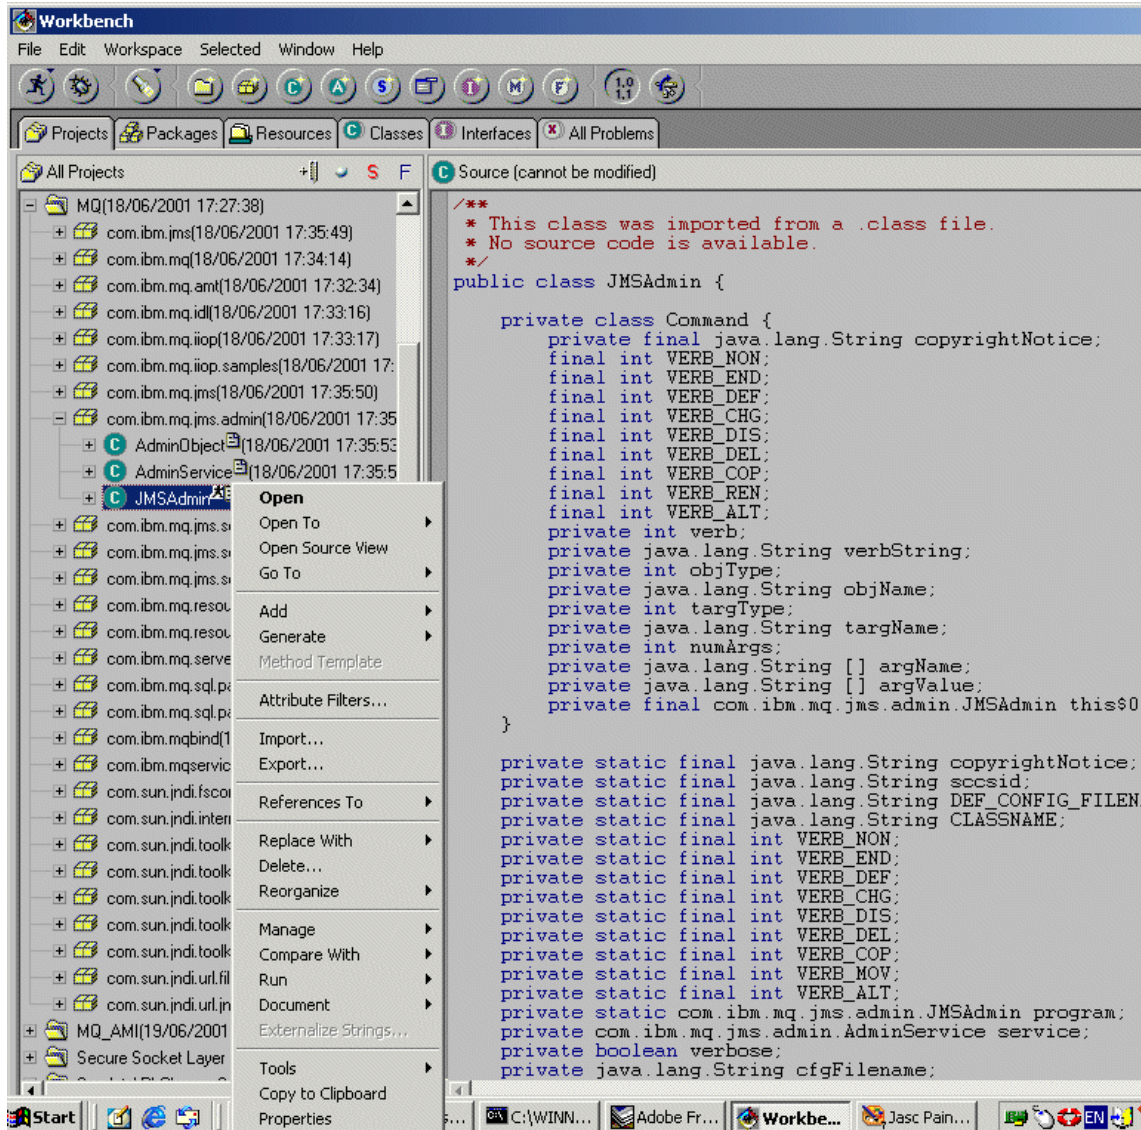 Workbench
File Edit Workspace Selected Window Help
Projects Packages Resources Classes Interfaces All Problems
All Projects S F
Source (cannot be modified)
MQ(18/06/2001 17:27:38)
com.ibm.jms(18/06/2001 17:35:49)
com.ibm.mq(18/06/2001 17:34:14)
com.ibm.mq.amt(18/06/2001 17:32:34)
com.ibm.mq.idl(18/06/2001 17:33:16)
com.ibm.mq.iiop(18/06/2001 17:33:17)
com.ibm.mq.iiop.samples(18/06/2001 17:
com.ibm.mq.jms(18/06/2001 17:35:50)
com.ibm.mq.jms.admin(18/06/2001 17:35
AdminObject (18/06/2001 17:35:53
AdminService (18/06/2001 17:35:5
JMSAdmin
com.ibm.mq.jms.se
com.ibm.mq.jms.se
com.ibm.mq.jms.se
com.ibm.mq.resou
com.ibm.mq.resou
com.ibm.mq.serve
com.ibm.mq.sql.pa
com.ibm.mq.sql.pa
com.ibm.mqbind(1
com.ibm.mqservic
com.sun.jndi.fscon
com.sun.jndi.intern
com.sun.jndi.toolk
com.sun.jndi.toolk
com.sun.jndi.toolk
com.sun.jndi.toolk
com.sun.jndi.toolk
com.sun.jndi.url.fil
com.sun.jndi.url.jn
MQ_AMI(19/06/2001
Secure Socket Layer
Open
Open To
Open Source View
Go To
Add
Generate
Method Template
Attribute Filters...
Import...
Export...
References To
Replace With
Delete...
Reorganize
Manage
Compare With
Run
Document
Externalize Strings...
Tools
Copy to Clipboard
Properties
/**
* This class was imported from a .class file.
* No source code is available.
*/
public class JMSAdmin {
private class Command {
private final java.lang.String copyrightNotice;
final int VERB_NON;
final int VERB_END;
final int VERB_DEF;
final int VERB_CHG;
final int VERB_DIS;
final int VERB_DEL;
final int VERB_COP;
final int VERB_REN;
final int VERB_ALT;
private int verb;
private java.lang.String verbString;
private int objType;
private java.lang.String objName;
private int targType;
private java.lang.String targName;
private int numArgs;
private java.lang.String [] argName;
private java.lang.String [] argValue;
private final com.ibm.mq.jms.admin.JMSAdmin this$0
}
private static final java.lang.String copyrightNotice;
private static final java.lang.String sccsid;
private static final java.lang.String DEF_CONFIG_FILEN
private static final java.lang.String CLASSNAME;
private static final int VERB_NON;
private static final int VERB_END;
private static final int VERB_DEF;
private static final int VERB_CHG;
private static final int VERB_DIS;
private static final int VERB_DEL;
private static final int VERB_COP;
private static final int VERB_MOV;
private static final int VERB_ALT;
private static com.ibm.mq.jms.admin.JMSAdmin program;
private com.ibm.mq.jms.admin.AdminService service;
private boolean verbose;
private java.lang.String cfgFilename;
Start s... C:\WINN... Adobe Fr... Workbe... Jasc Pain... EN